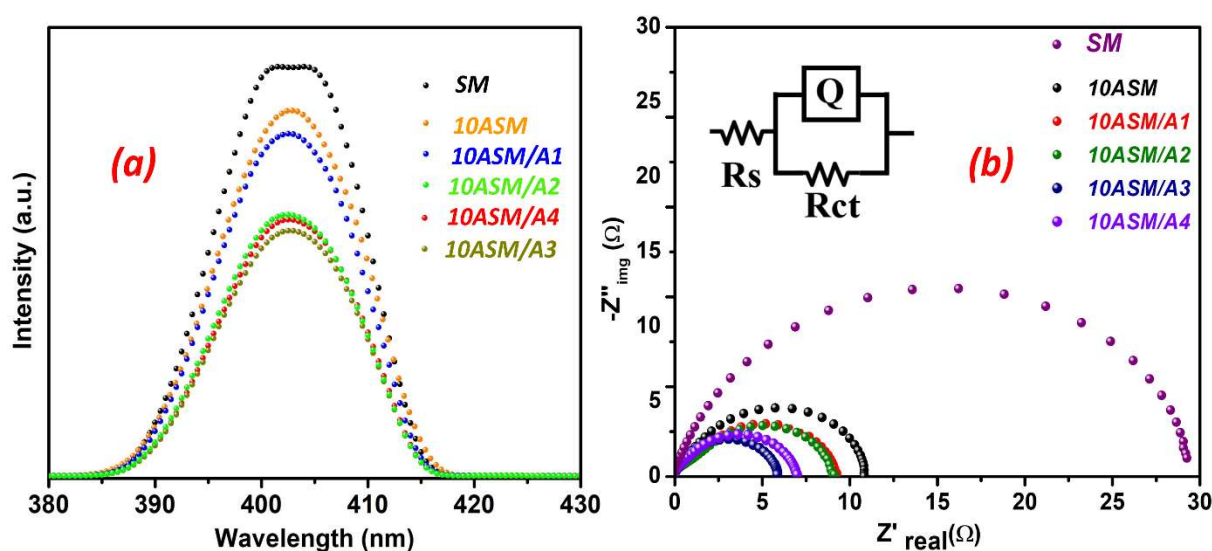 (a)
SM
10ASM
10ASM/A1
10ASM/A2
10ASM/A4
10ASM/A3
Intensity (a.u.)
380 390 400 410 420 430
Wavelength (nm)
(b)
SM
10ASM
10ASM/A1
10ASM/A2
10ASM/A3
10ASM/A4
Q
Rs
Rct
-Z"img (Ω)
30
25
20
15
10
5
0
0 5 10 15 20 25 30
Z' real(Ω)